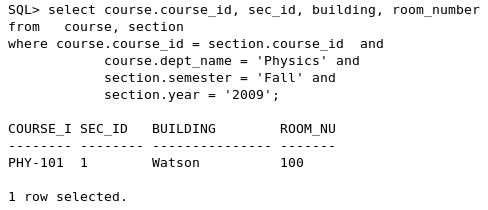 SQL> select course.course_id, sec_id, building, room_number
from   course, section
where course.course_id = section.course_id  and
            course.dept_name = 'Physics' and
            section.semester = 'Fall' and
            section.year = '2009';

COURSE_I SEC_ID   BUILDING        ROOM_NU
-------- -------- --------------- -------
PHY-101  1        Watson          100

1 row selected.